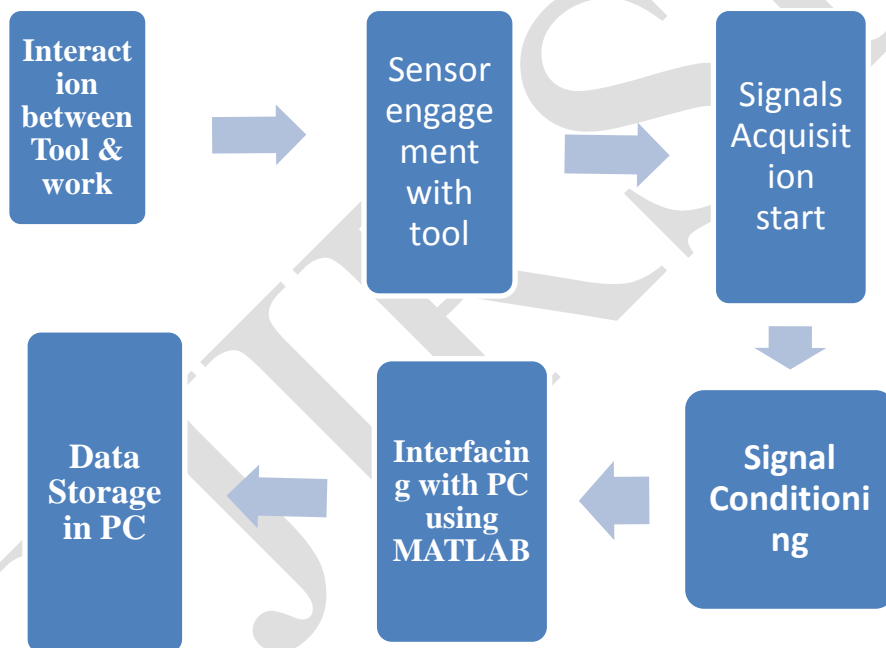 Interact
ion
between
Tool &
work
Sensor
engage
ment
with
tool
Signals
Acquisit
ion
start
Signal
Conditioni
ng
Interfacin
g with PC
using
MATLAB
Data
Storage
in PC